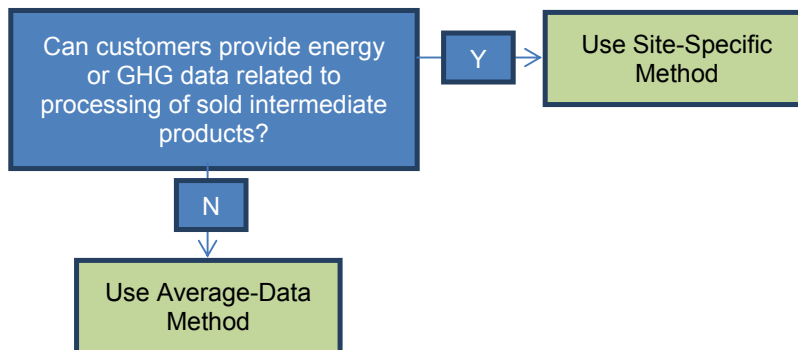 Can customers provide energy
or GHG data related to
processing of sold intermediate
products?
Y
Use Site-Specific
Method
N
Use Average-Data
Method